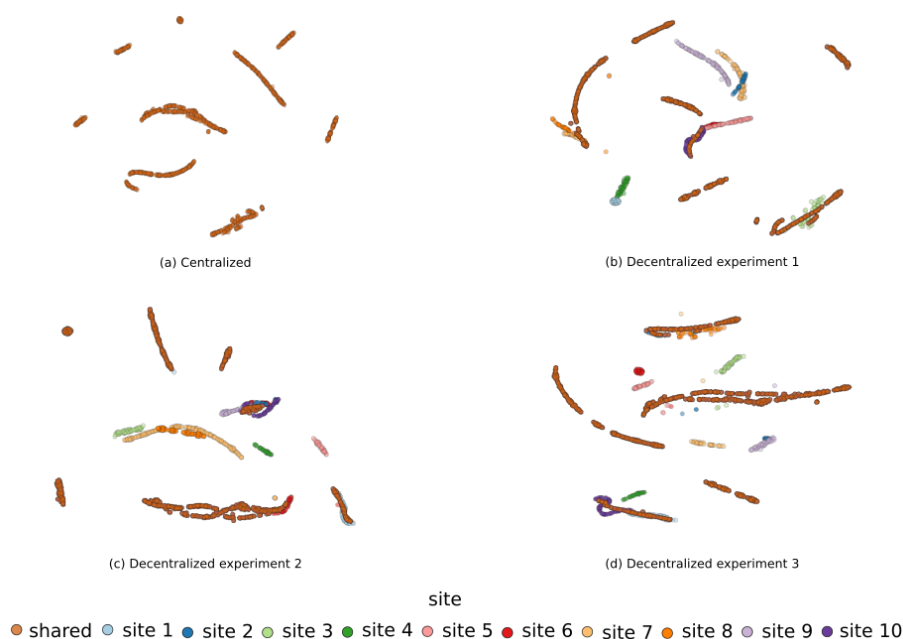 (a) Centralized
(b) Decentralized experiment 1
(c) Decentralized experiment 2
(d) Decentralized experiment 3
site
shared site 1 site 2 site 3 site 4 site 5 site 6 site 7 site 8 site 9 site 10